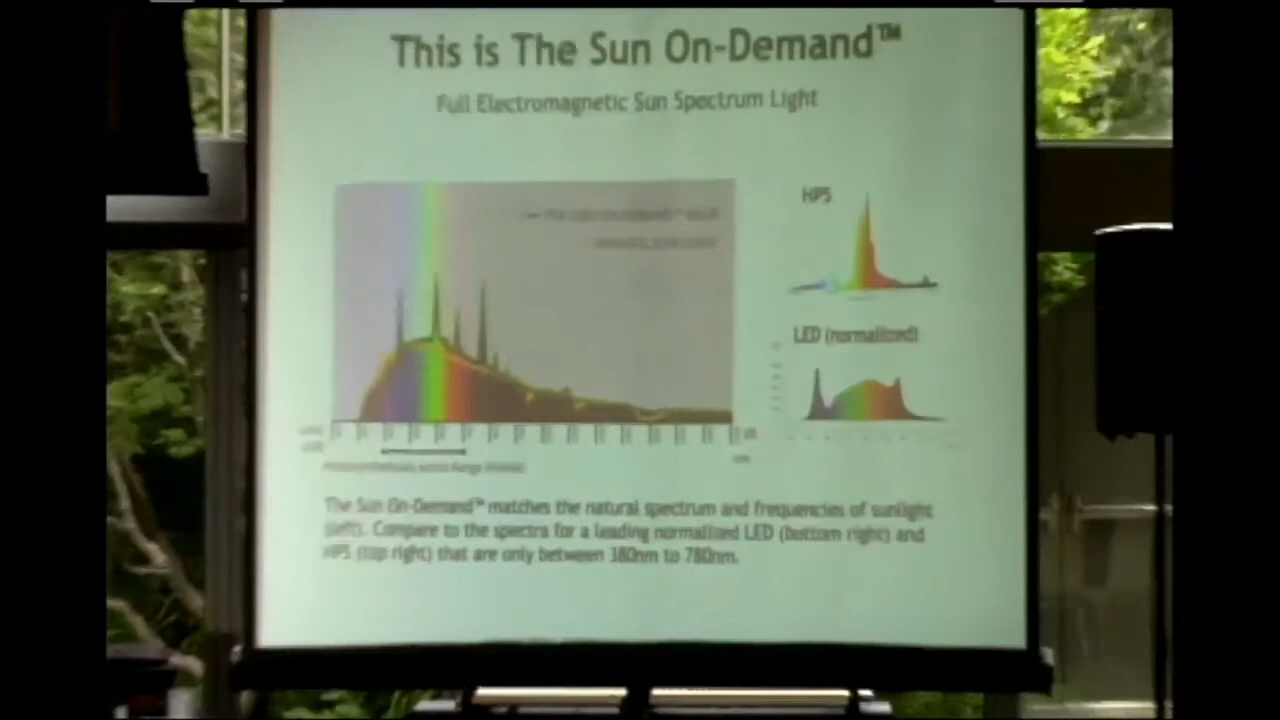 This is The Sun On-Demand™
Full Electromagnetic Sun Spectrum Light
HPS
LED (normalized)
The Sun On-Demand™ matches the natural spectrum and frequencies of sunlight
(left). Compare to the spectra for a leading normalized LED (bottom right) and
HPS (top right) that are only between 380nm to 780nm.